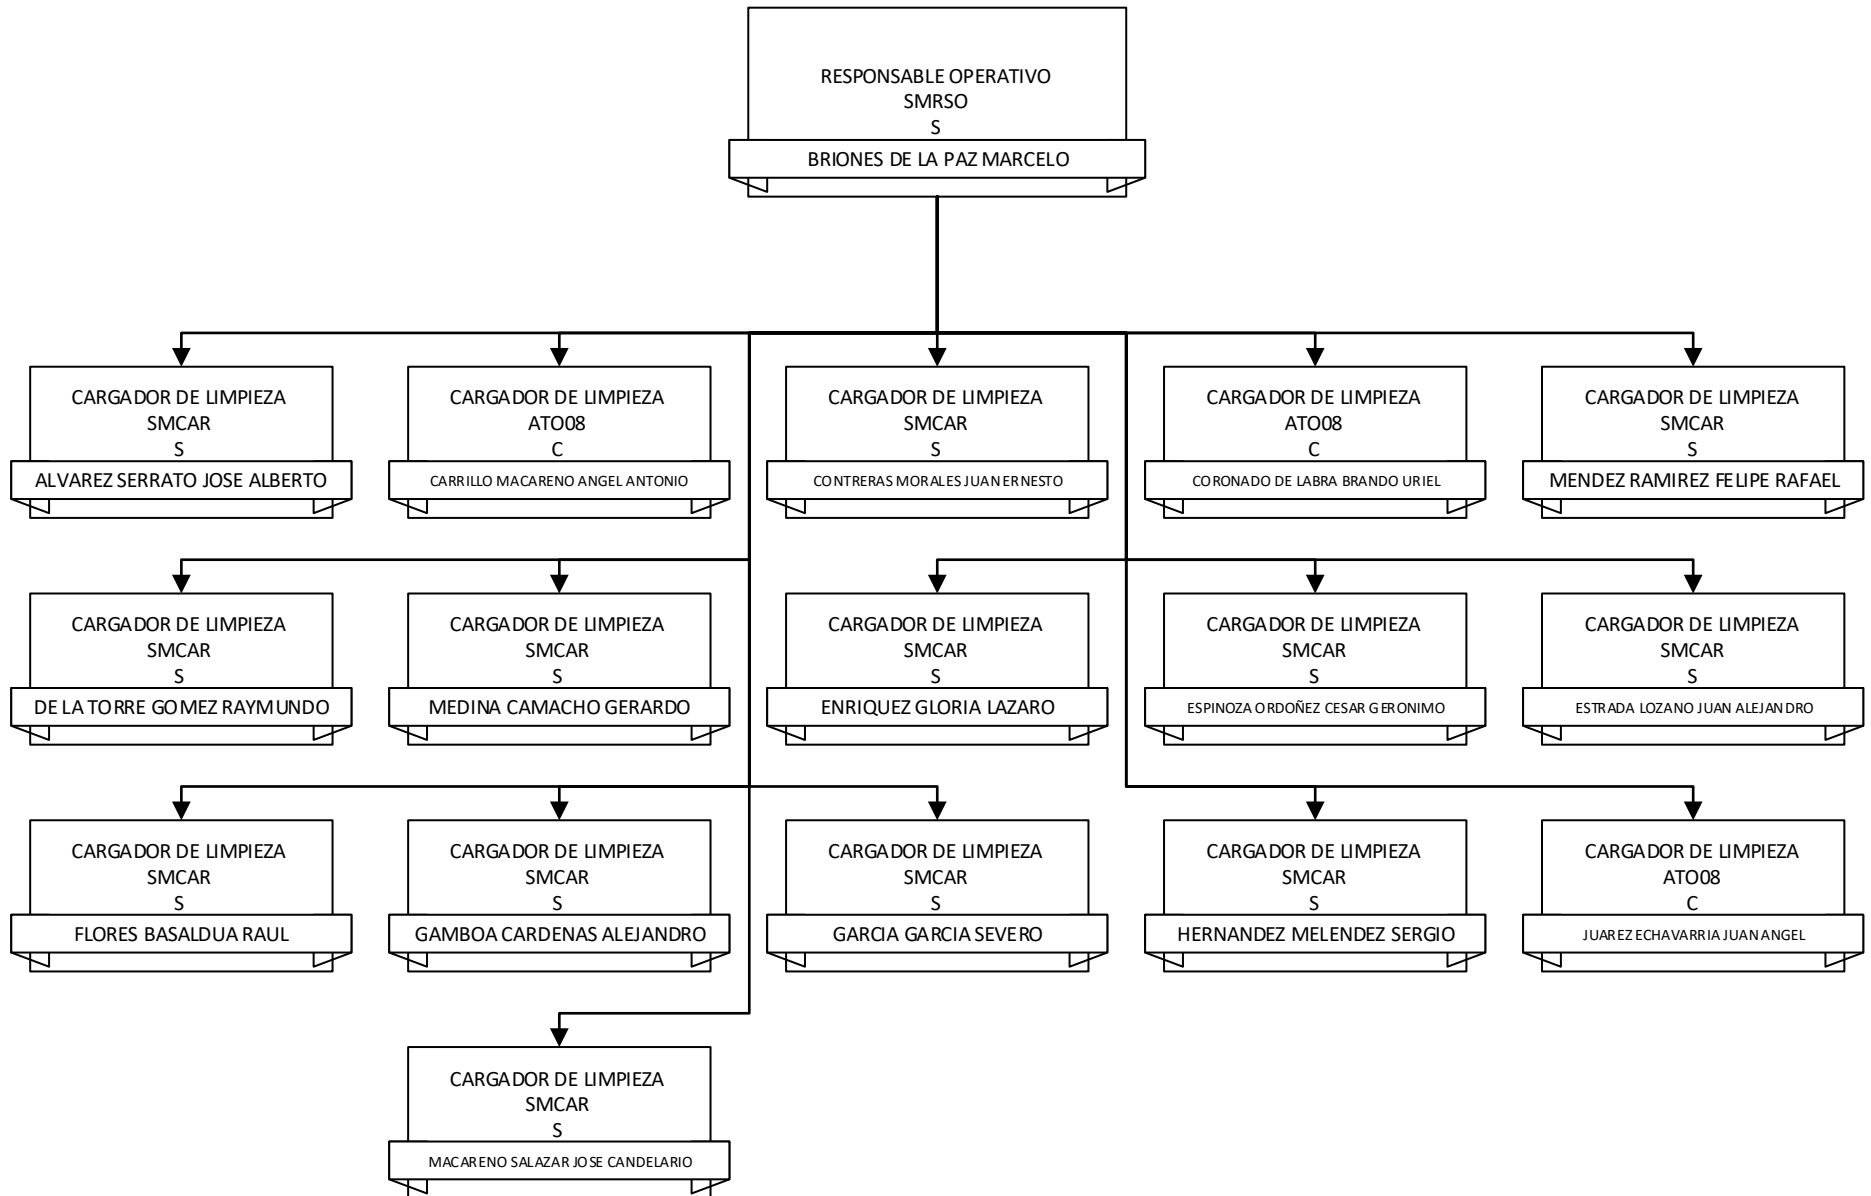 RESPONSABLE OPERATIVO
SMRSO
S
BRIONES DE LA PAZ MARCELO
CARGADOR DE LIMPIEZA
SMCAR
S
ALVAREZ SERRATO JOSE ALBERTO
CARGADOR DE LIMPIEZA
ATO08
C
CARRILLO MACARENO ANGEL ANTONIO
CARGADOR DE LIMPIEZA
SMCAR
S
CONTRERAS MORALES JUAN ERNESTO
CARGADOR DE LIMPIEZA
ATO08
C
CORONADO DE LABRA BRANDO URIEL
CARGADOR DE LIMPIEZA
SMCAR
S
MENDEZ RAMIREZ FELIPE RAFAEL
CARGADOR DE LIMPIEZA
SMCAR
S
DE LA TORRE GOMEZ RAYMUNDO
CARGADOR DE LIMPIEZA
SMCAR
S
MEDINA CAMACHO GERARDO
CARGADOR DE LIMPIEZA
SMCAR
S
ENRIQUEZ GLORIA LAZARO
CARGADOR DE LIMPIEZA
SMCAR
S
ESPINOZA ORDOÑEZ CESAR GERONIMO
CARGADOR DE LIMPIEZA
SMCAR
S
ESTRADA LOZANO JUAN ALEJANDRO
CARGADOR DE LIMPIEZA
SMCAR
S
FLORES BASALDUA RAUL
CARGADOR DE LIMPIEZA
SMCAR
S
GAMBOA CARDENAS ALEJANDRO
CARGADOR DE LIMPIEZA
SMCAR
S
GARCIA GARCIA SEVERO
CARGADOR DE LIMPIEZA
SMCAR
S
HERNANDEZ MELENDEZ SERGIO
CARGADOR DE LIMPIEZA
ATO08
C
JUAREZ ECHAVARRIA JUAN ANGEL
CARGADOR DE LIMPIEZA
SMCAR
S
MACARENO SALAZAR JOSE CANDELARIO